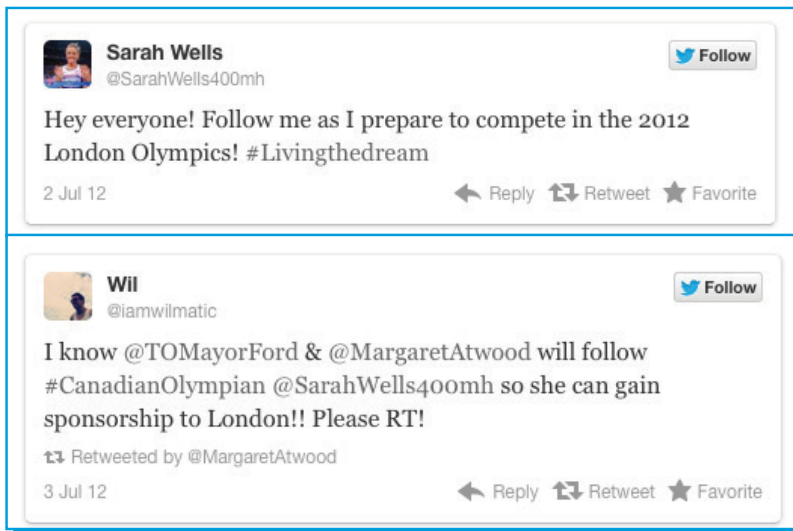 Sarah Wells
Follow
@SarahWells400mh
Hey everyone! Follow me as I prepare to compete in the 2012
London Olympics! #Livingthedream
2 Jul 12
Reply Retweet Favorite
Wil
Follow
@iamwilmatic
I know @TOMayorFord & @MargaretAtwood will follow
#CanadianOlympian @SarahWells400mh so she can gain
sponsorship to London!! Please RT!
Retweeted by @MargaretAtwood
3 Jul 12
Reply Retweet Favorite